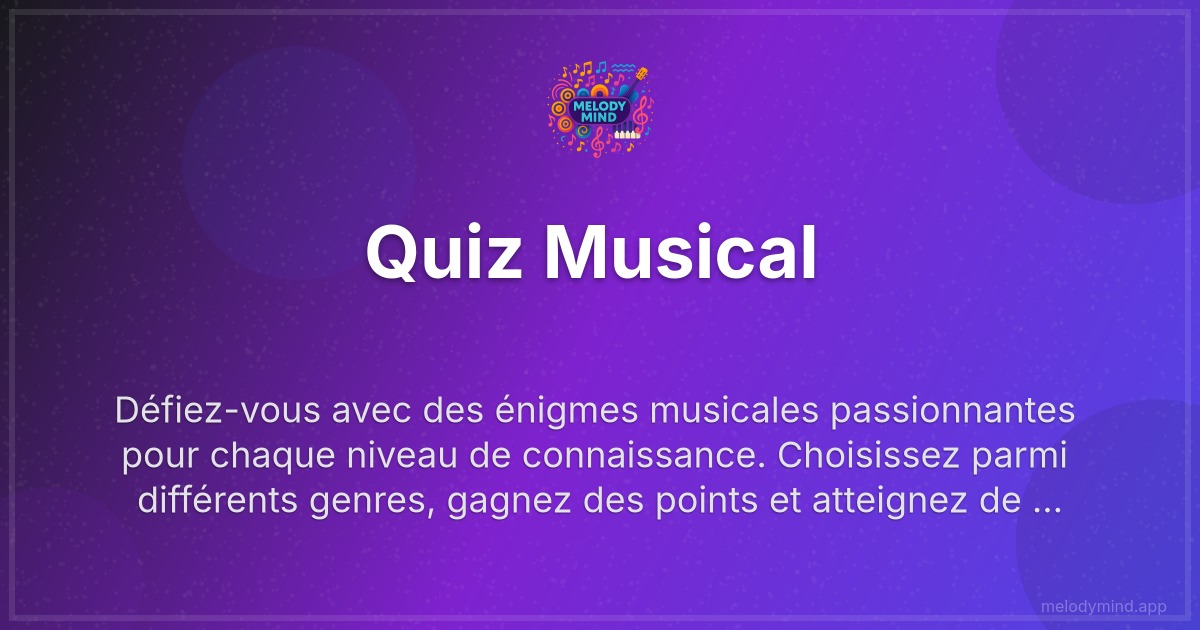 MELODY
MIND
Quiz Musical
Défiez-vous avec des énigmes musicales passionnantes
pour chaque niveau de connaissance. Choisissez parmi
différents genres, gagnez des points et atteignez de ...
melodymind.app